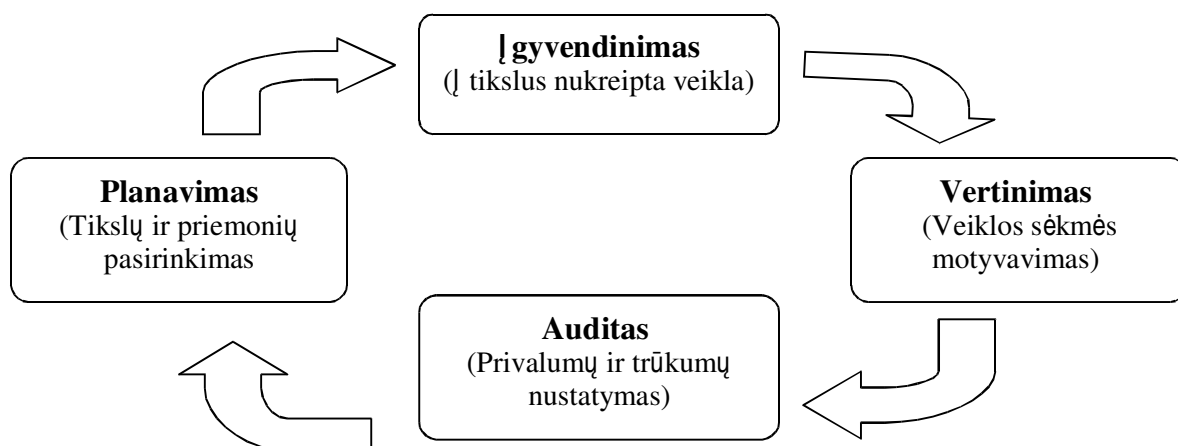 Įgyvendinimas
(Į tikslus nukreipta veikla)
Planavimas
(Tikslų ir priemonių
pasirinkimas
Vertinimas
(Veiklos sėkmės
motyvavimas)
Auditas
(Privalumų ir trūkumų
nustatymas)